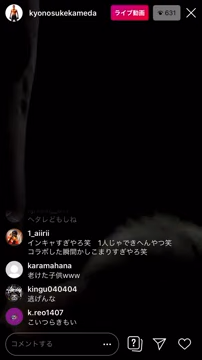 kyonosukekameda
ライブ動画
631
ヘタレどもしね
1_airii
インキャすぎやろ笑　1人じゃできへんやつ笑
コラボした瞬間かしこまりすぎやろ笑
karamahana
老けた子供www
kingu040404
逃げんな
k.reo1407
こいつらきもい
コメントする